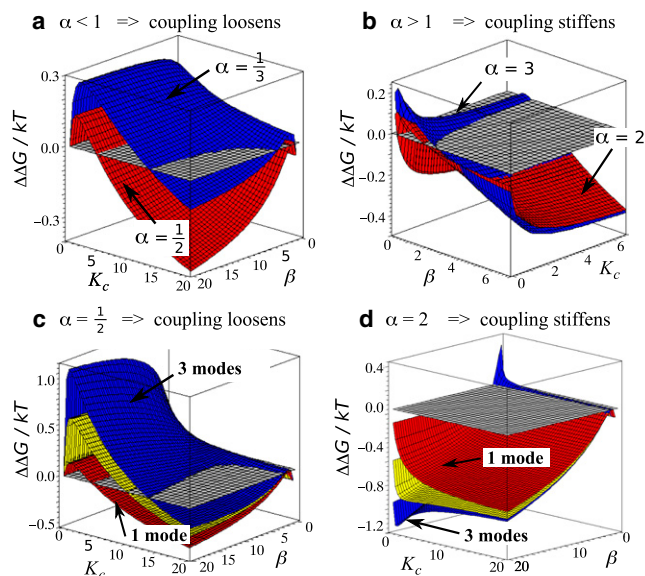 a α < 1 => coupling loosens
α = 1/3
0.3
0.0
−0.3
ΔΔG / kT
α = 1/2
0
5
10
15
20
K_c
20
15
10
5
0
β
b α > 1 => coupling stiffens
α = 3
0.2
0.0
−0.2
−0.4
ΔΔG / kT
α = 2
0
2
4
6
β
0
2
4
6
K_c
c α = 1/2 => coupling loosens
3 modes
1.0
0.5
0.0
−0.5
ΔΔG / kT
1 mode
0
5
10
15
20
K_c
20
15
10
5
0
β
d α = 2 => coupling stiffens
0.4
0.0
−0.4
−0.8
−1.2
ΔΔG / kT
1 mode
3 modes
0
10
20
K_c
20
10
0
β